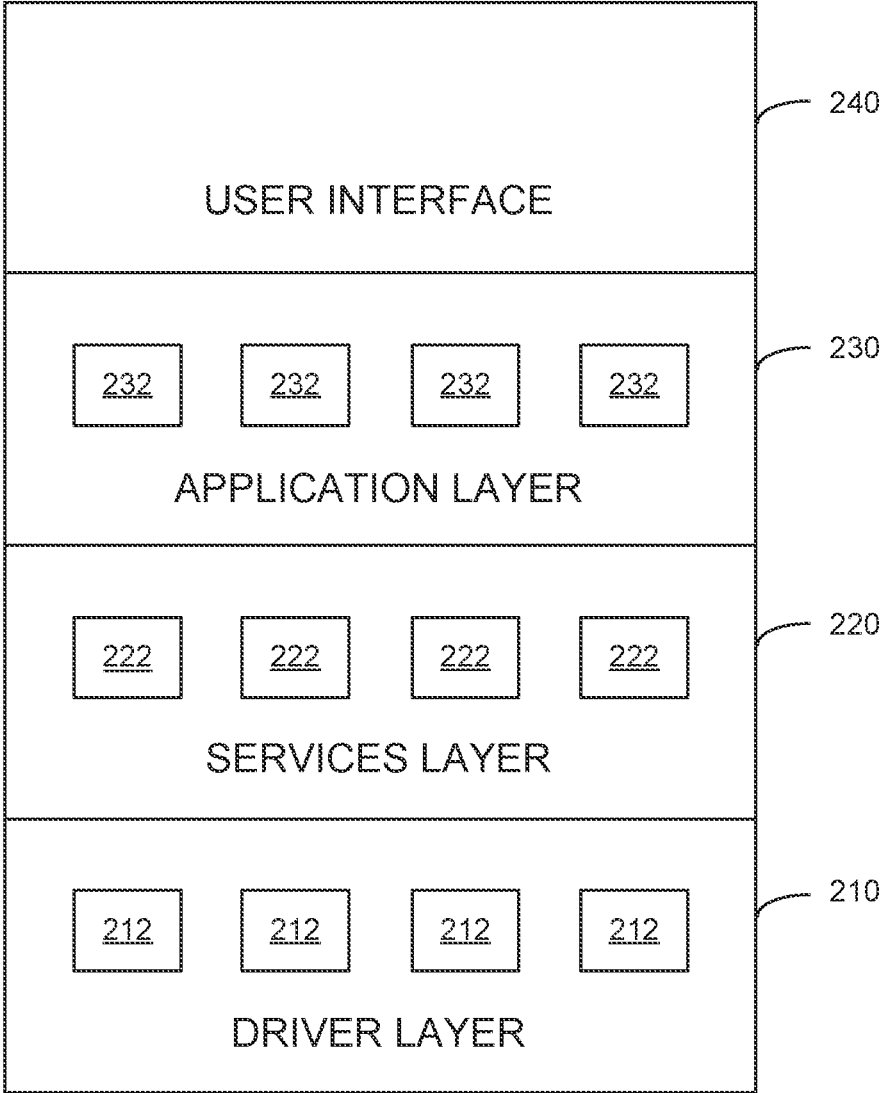 240
USER INTERFACE
230
232 232 232 232
APPLICATION LAYER
220
222 222 222 222
SERVICES LAYER
210
212 212 212 212
DRIVER LAYER